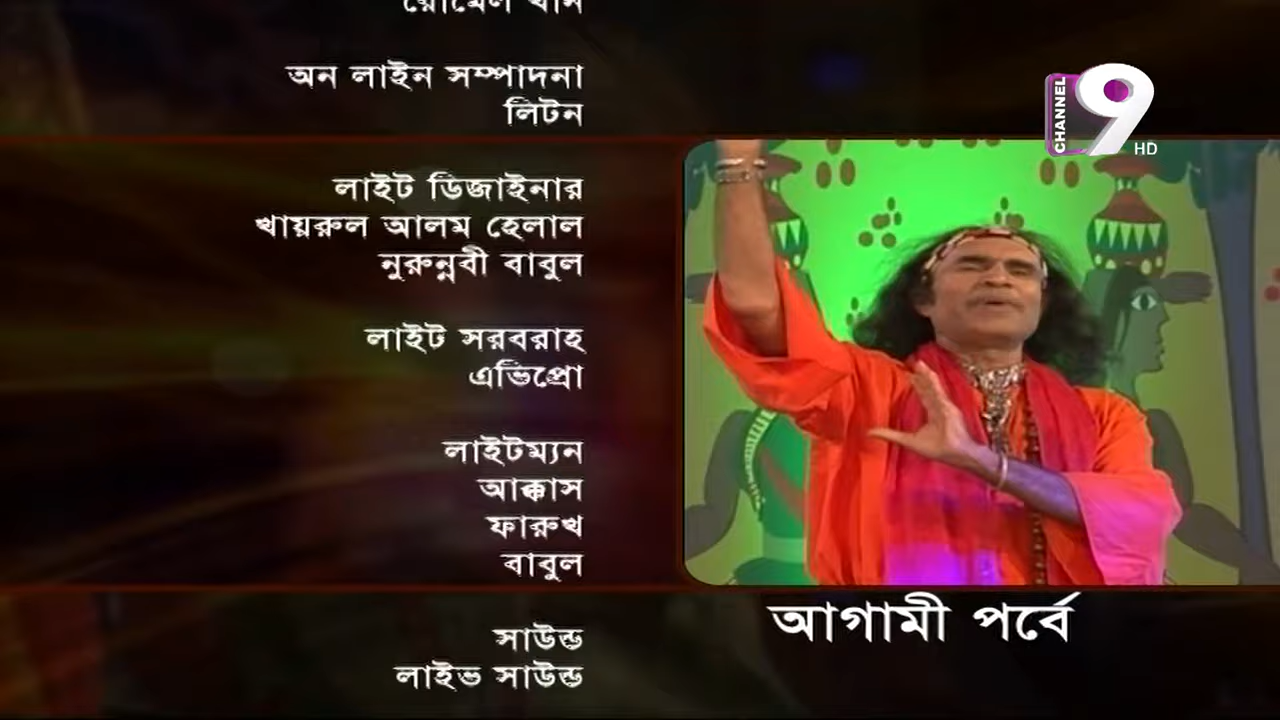 রোমেল খান
অন লাইন সম্পাদনা
লিটন
লাইট ডিজাইনার
খায়রুল আলম হেলাল
নুরুন্নবী বাবুল
লাইট সরবরাহ
এভিপ্রো
লাইটম্যন
আক্কাস
ফারুখ
বাবুল
সাউন্ড
লাইভ সাউন্ড
CHANNEL 9
HD
আগামী পর্বে